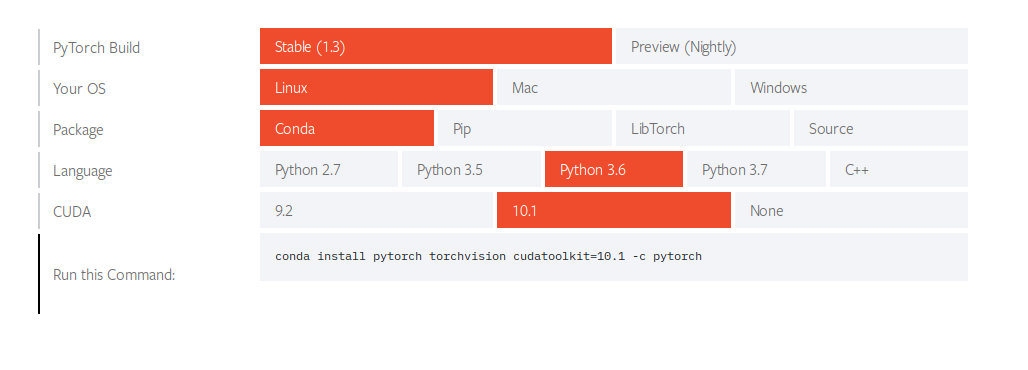 PyTorch Build Stable (1.3) Preview (Nightly)
Your OS Linux Mac Windows
Package Conda Pip LibTorch Source
Language Python 2.7 Python 3.5 Python 3.6 Python 3.7 C++
CUDA 9.2 10.1 None
Run this Command: conda install pytorch torchvision cudatoolkit=10.1 -c pytorch